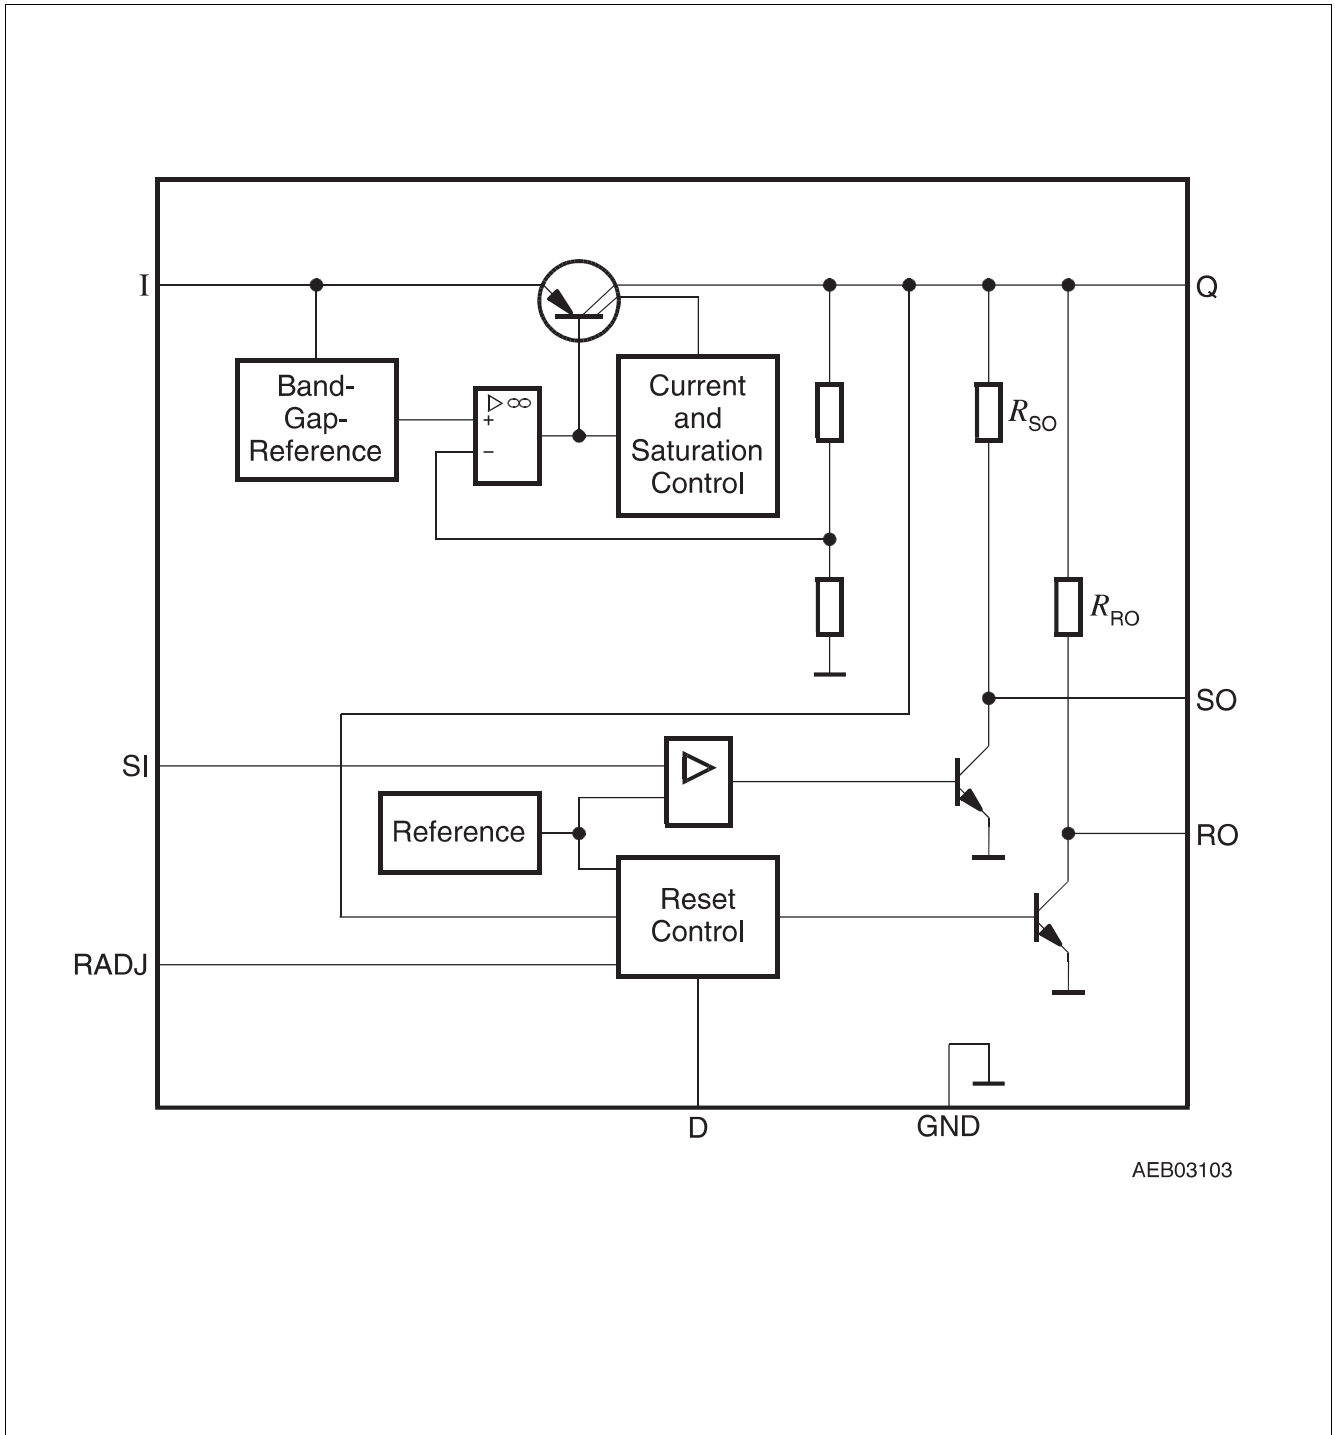 I
Q
Band-
Gap-
Reference
▷ ∞
+
−
Current
and
Saturation
Control
RSO
RRO
SO
SI
Reference
RO
Reset
Control
RADJ
D
GND
AEB03103